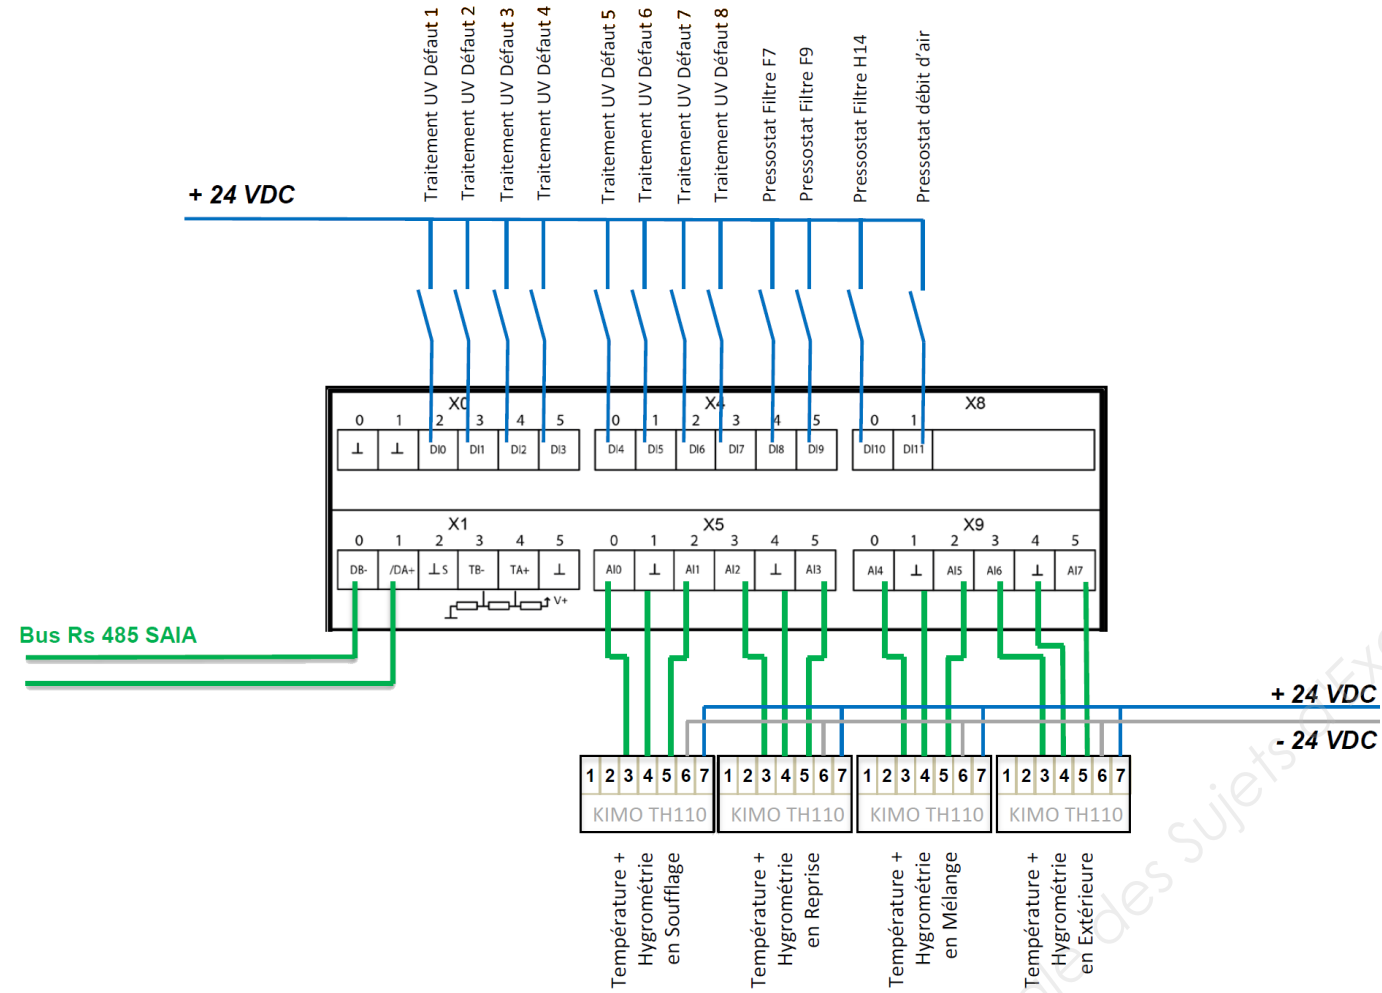 Traitement UV Défaut 1
Traitement UV Défaut 2
Traitement UV Défaut 3
Traitement UV Défaut 4
Traitement UV Défaut 5
Traitement UV Défaut 6
Traitement UV Défaut 7
Traitement UV Défaut 8
Pressostat Filtre F7
Pressostat Filtre F9
Pressostat Filtre H14
Pressostat débit d'air
+ 24 VDC
X0 X4 X8
0 1 2 3 4 5 0 1 2 3 4 5 0 1
⊥ ⊥ DI0 DI1 DI2 DI3 DI4 DI5 DI6 DI7 DI8 DI9 DI10 DI11
X1 X5 X9
0 1 2 3 4 5 0 1 2 3 4 5 0 1 2 3 4 5
DB- /DA+ ⊥ S TB- TA+ ⊥ AI0 ⊥ AI1 AI2 ⊥ AI3 AI4 ⊥ AI5 AI6 ⊥ AI7
V+
Bus Rs 485 SAIA
+ 24 VDC
- 24 VDC
1 2 3 4 5 6 7 1 2 3 4 5 6 7 1 2 3 4 5 6 7 1 2 3 4 5 6 7
KIMO TH110 KIMO TH110 KIMO TH110 KIMO TH110
Température +
Hygrométrie
en Soufflage
Température +
Hygrométrie
en Reprise
Température +
Hygrométrie
en Mélange
Température +
Hygrométrie
en Extérieure
des Sujets